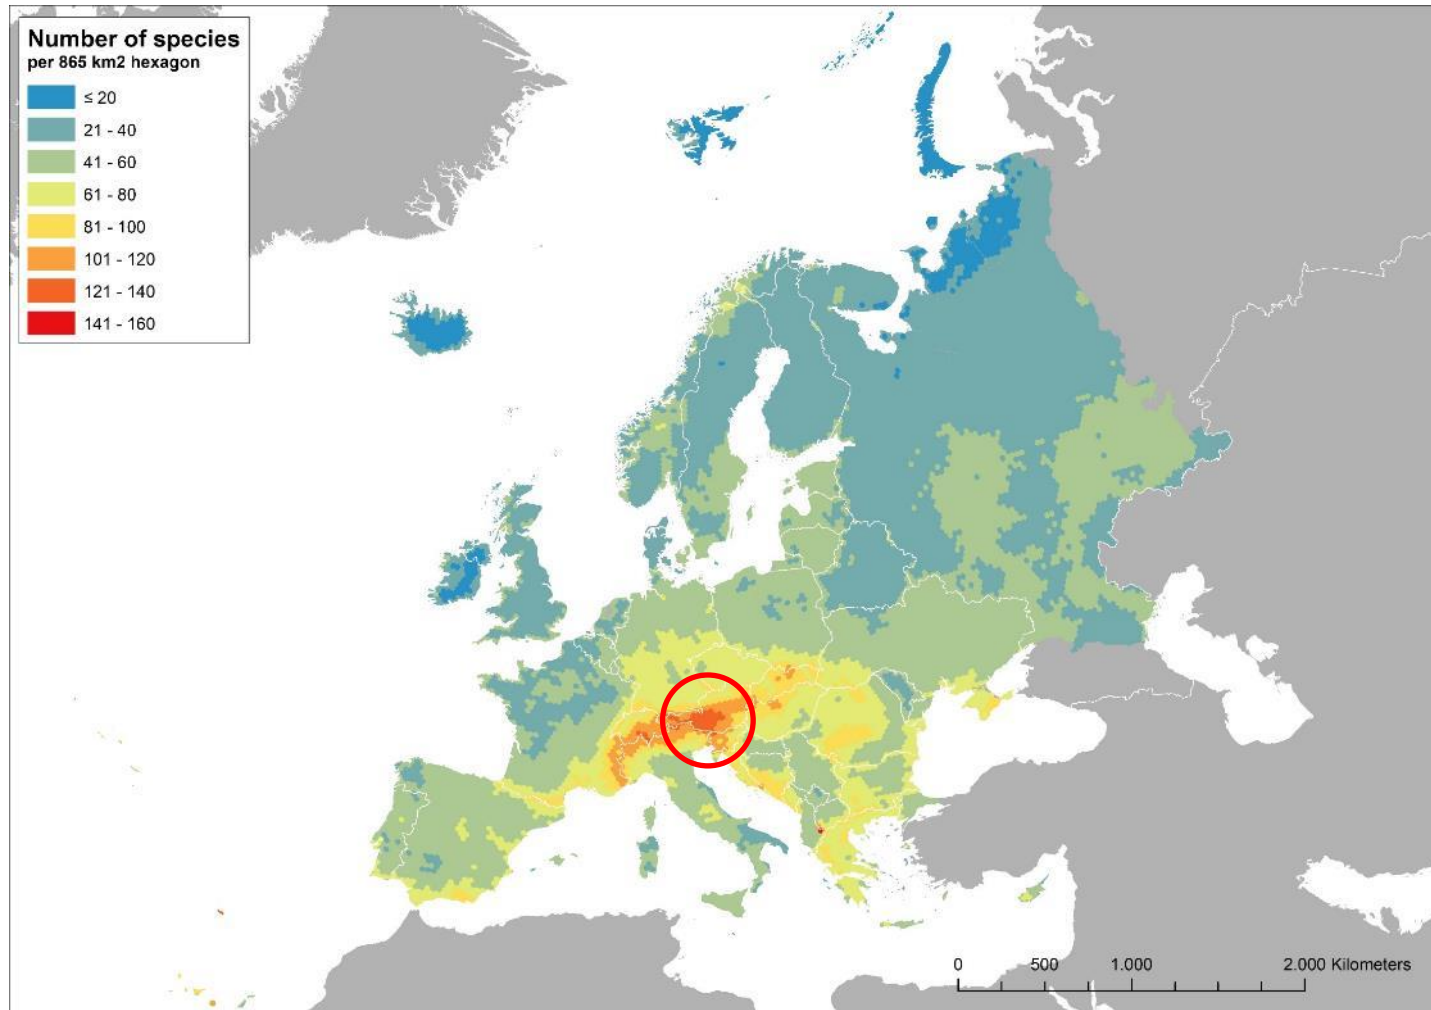 Number of species
per 865 km2 hexagon
≤ 20
21 - 40
41 - 60
61 - 80
81 - 100
101 - 120
121 - 140
141 - 160
0 500 1.000 2.000 Kilometers